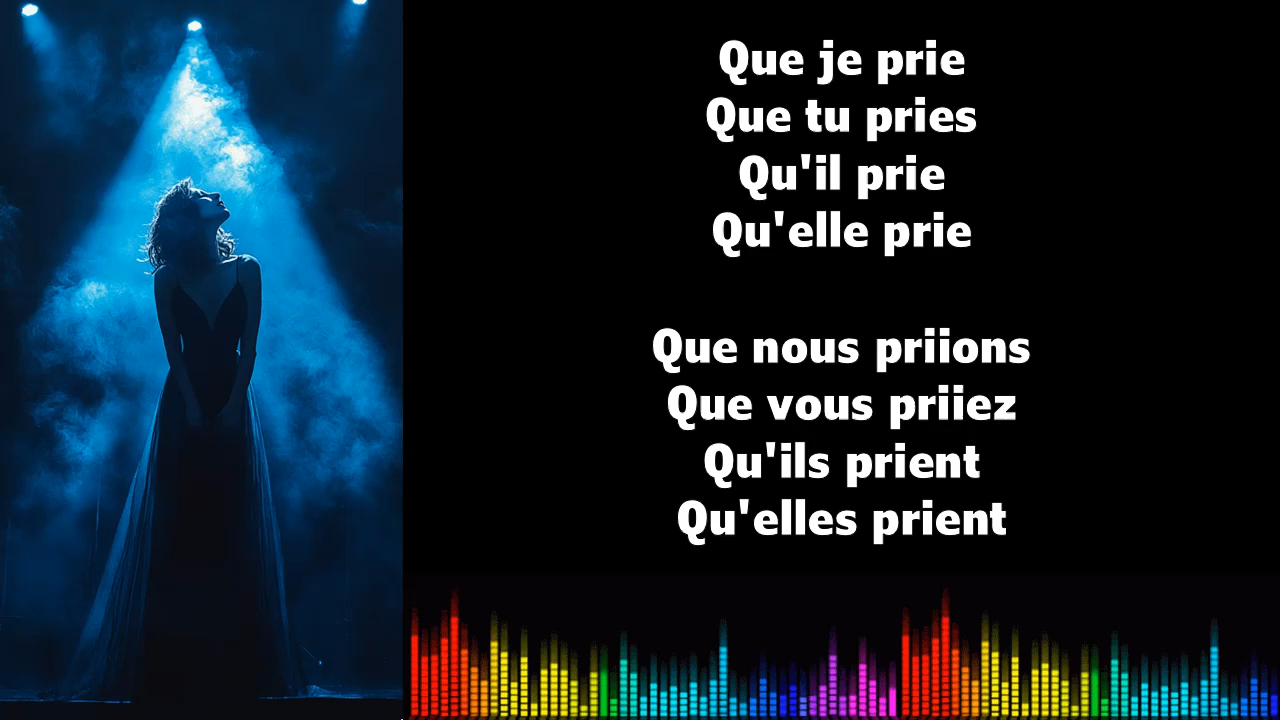 Que je prie
Que tu pries
Qu'il prie
Qu'elle prie
Que nous priions
Que vous priiez
Qu'ils prient
Qu'elles prient